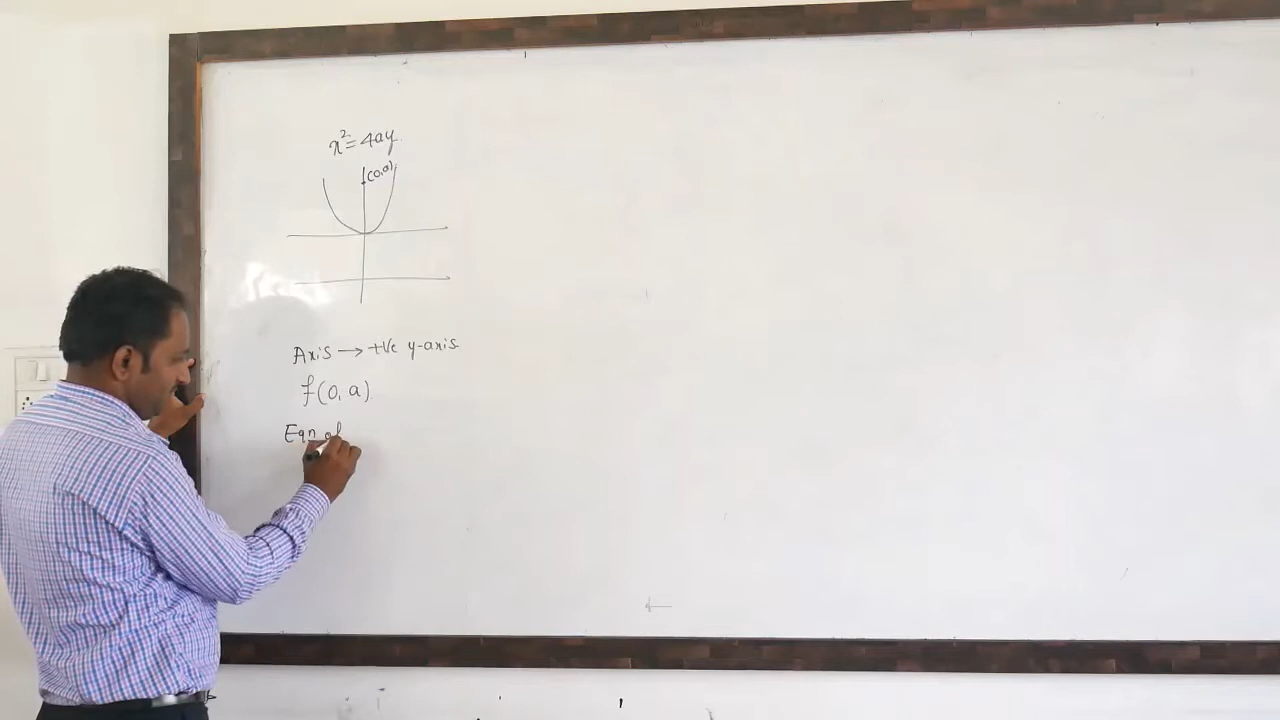 x²=4ay
(0,a)
Axis → +ve y-axis
f(0,a)
Eqn of